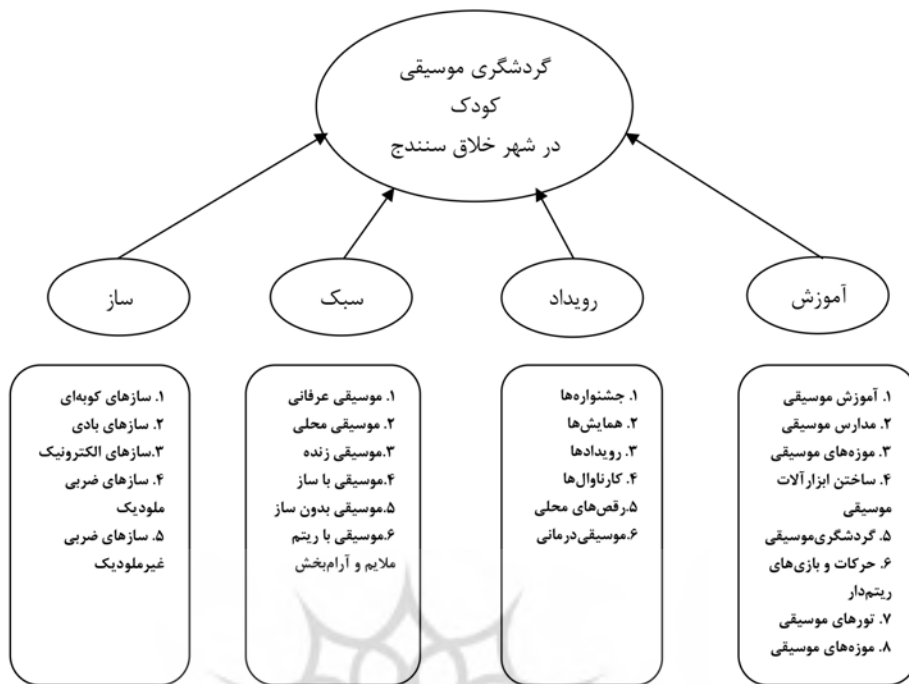 گردشگری موسیقی
کودک
در شهر خلاق سنندج
آموزش
رویداد
سبک
ساز
۱. آموزش موسیقی
۲. مدارس موسیقی
۳. موزه‌های موسیقی
۴. ساختن ابزارآلات
موسیقی
۵. گردشگری‌موسیقی
۶. حرکات و بازی‌های
ریتم‌دار
۷. تورهای موسیقی
۸. موزه‌های موسیقی
۱. جشنواره‌ها
۲. همایش‌ها
۳. رویدادها
۴. کارناوال‌ها
۵.رقص‌های محلی
۶.موسیقی‌درمانی
۱. موسیقی عرفانی
۲. موسیقی محلی
۳.موسیقی زنده
۴.موسیقی با ساز
۵.موسیقی بدون ساز
۶.موسیقی با ریتم
ملایم و آرام‌بخش
۱. سازهای کوبه‌ای
۲. سازهای بادی
۳.سازهای الکترونیک
۴. سازهای ضربی
ملودیک
۵. سازهای ضربی
غیرملودیک